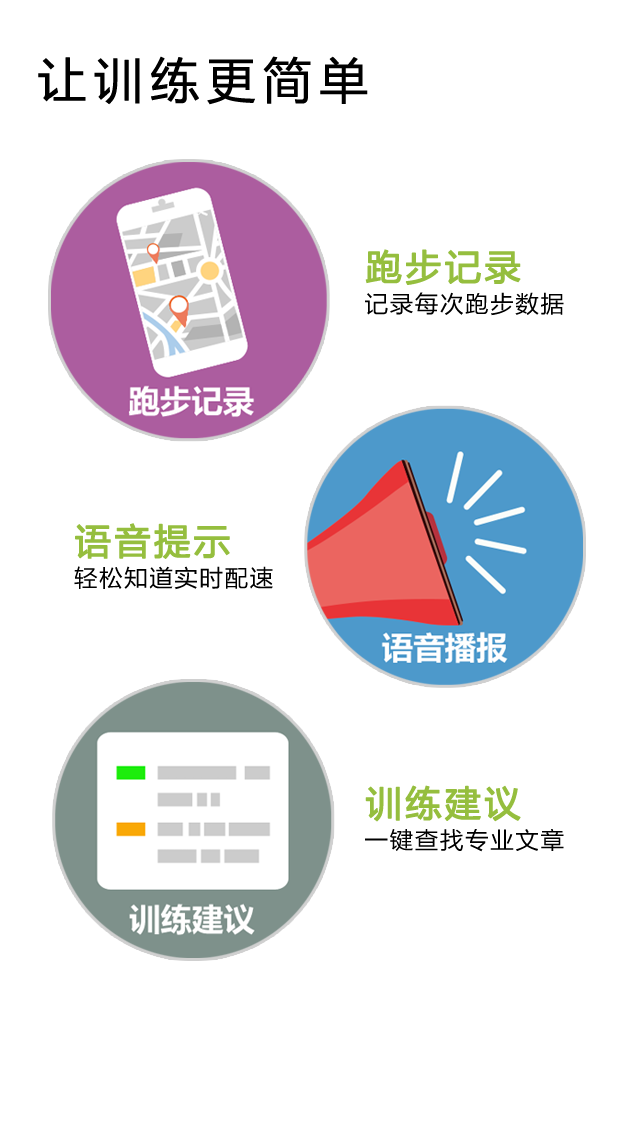 让训练更简单
跑步记录
记录每次跑步数据
跑步记录
语音提示
轻松知道实时配速
语音播报
训练建议
一键查找专业文章
训练建议